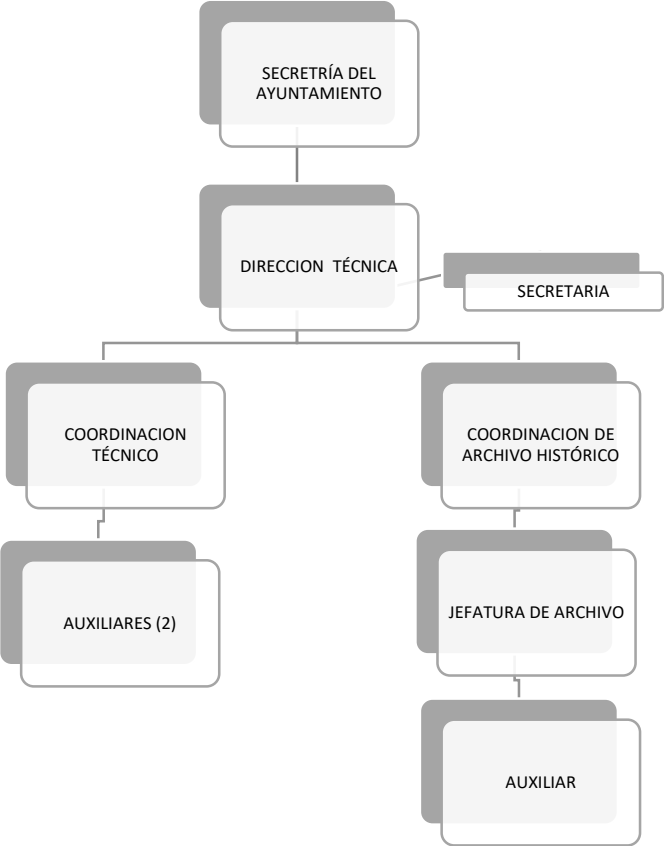 SECRETRÍA DEL
AYUNTAMIENTO
DIRECCION TÉCNICA
SECRETARIA
COORDINACION
TÉCNICO
COORDINACION DE
ARCHIVO HISTÓRICO
AUXILIARES (2)
JEFATURA DE ARCHIVO
AUXILIAR